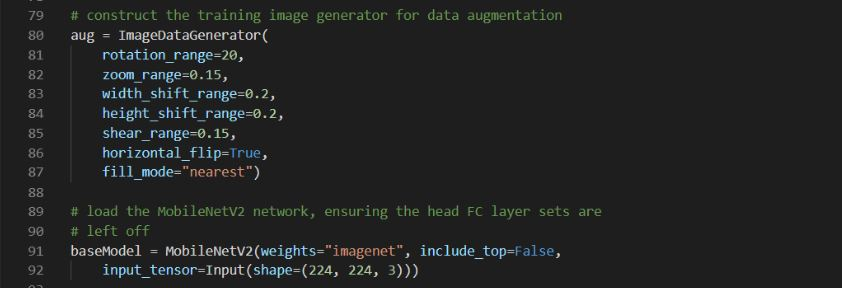 79 # construct the training image generator for data augmentation
80 aug = ImageDataGenerator(
81     rotation_range=20,
82     zoom_range=0.15,
83     width_shift_range=0.2,
84     height_shift_range=0.2,
85     shear_range=0.15,
86     horizontal_flip=True,
87     fill_mode="nearest")
88
89 # load the MobileNetV2 network, ensuring the head FC layer sets are
90 # left off
91 baseModel = MobileNetV2(weights="imagenet", include_top=False,
92     input_tensor=Input(shape=(224, 224, 3)))